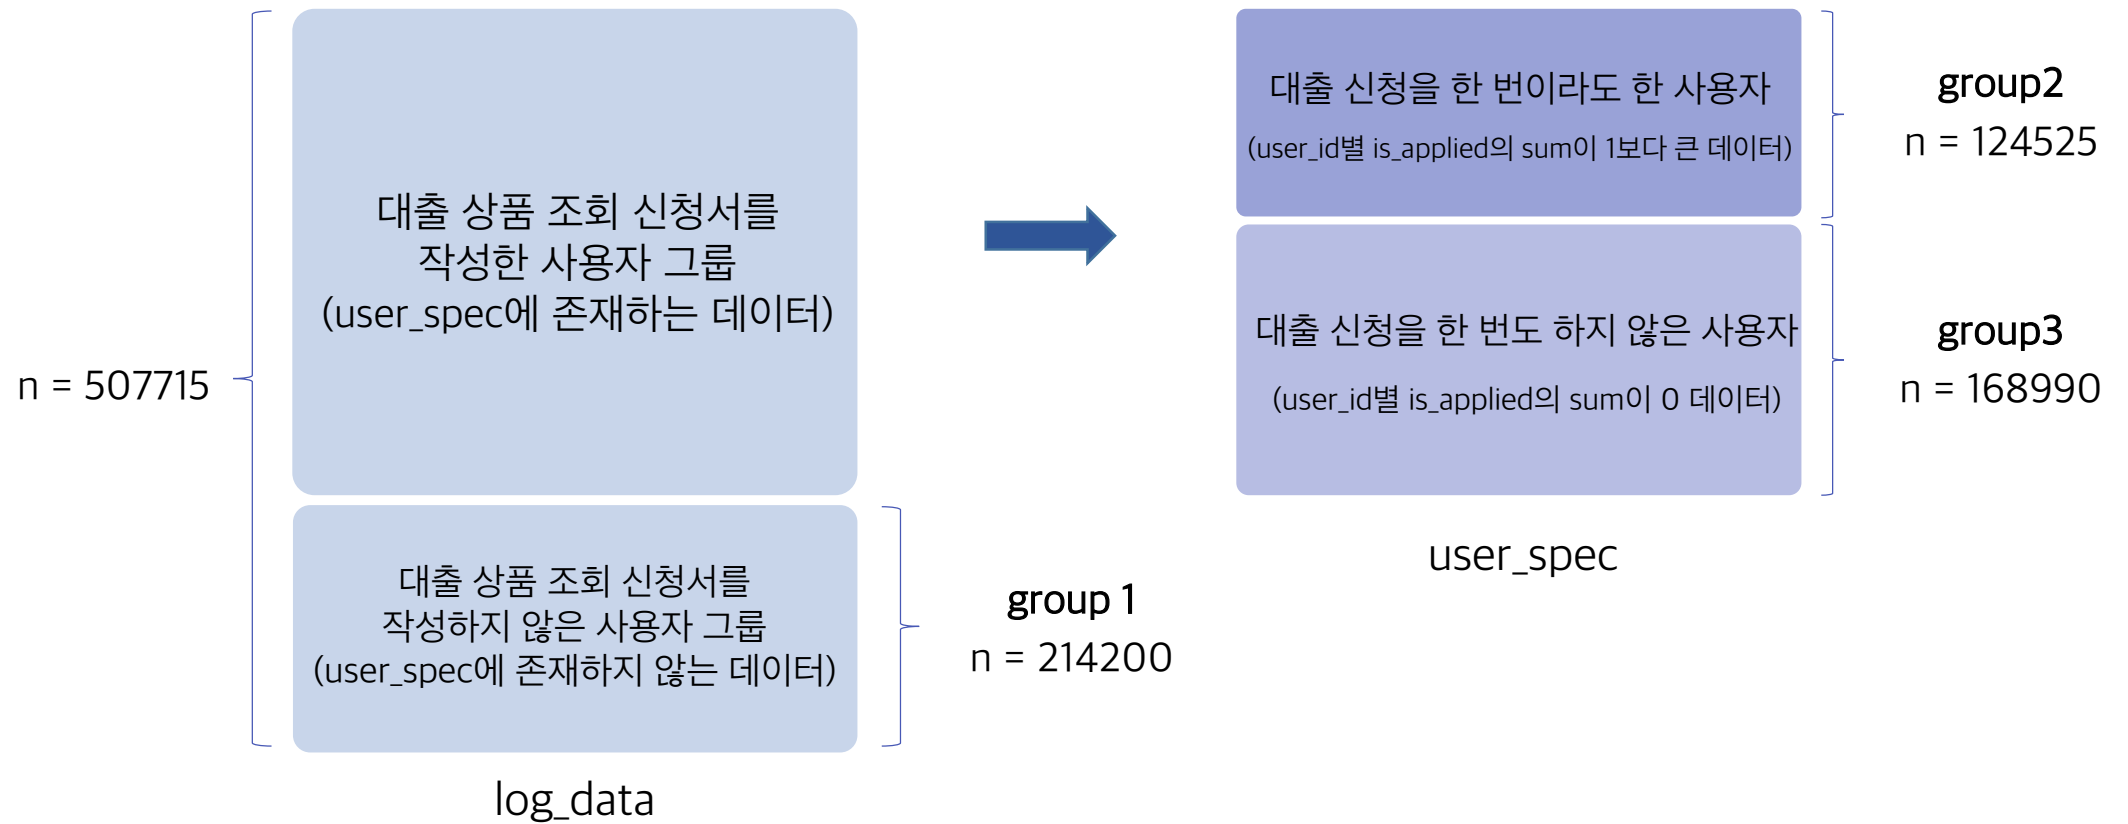 n = 507715
대출 상품 조회 신청서를
작성한 사용자 그룹
(user_spec에 존재하는 데이터)
대출 상품 조회 신청서를
작성하지 않은 사용자 그룹
(user_spec에 존재하지 않는 데이터)
log_data
group 1
n = 214200
대출 신청을 한 번이라도 한 사용자
(user_id별 is_applied의 sum이 1보다 큰 데이터)
group2
n = 124525
대출 신청을 한 번도 하지 않은 사용자
(user_id별 is_applied의 sum이 0 데이터)
group3
n = 168990
user_spec